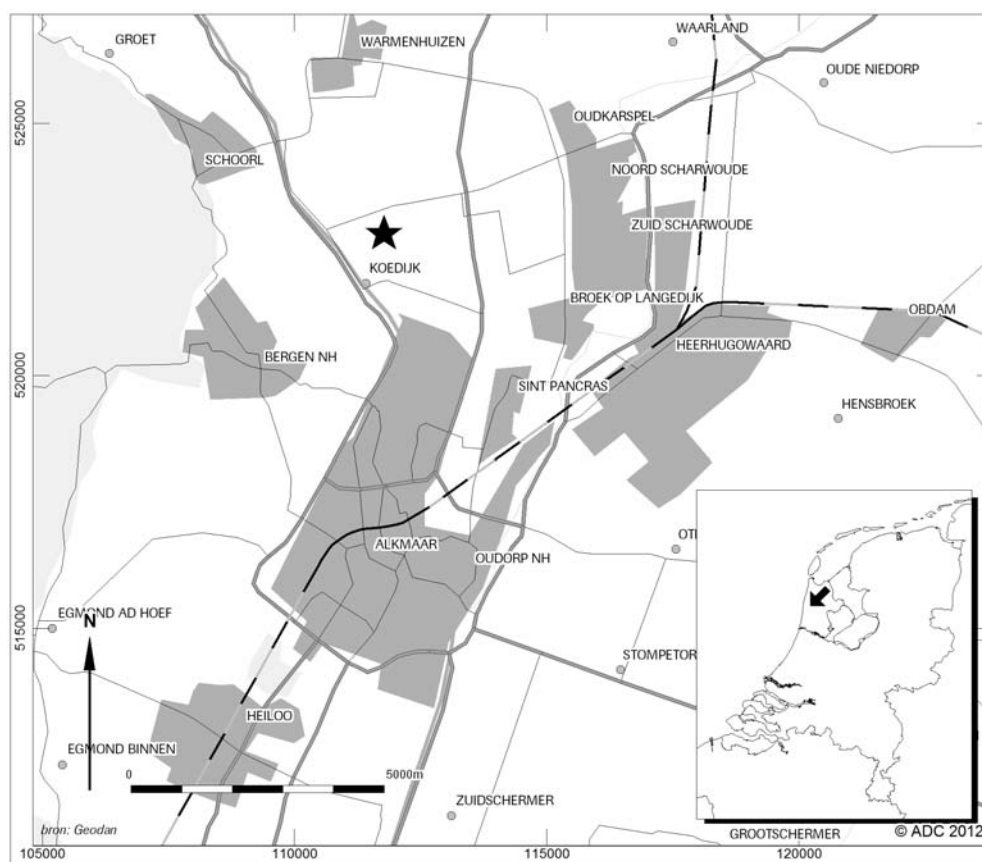 GROET
WARMENHUIZEN
WAARLAND
OUDE NIEDORP
525000
OUDKARSPEL
SCHOORL
NOORD SCHARWOUDE
ZUID SCHARWOUDE
KOEDIJK
BROEK OP LANGEDIJK
OBDAM
HEERHUGOWAARD
BERGEN NH
520000
SINT PANCRAS
HENSBROEK
ALKMAAR
OUDORP NH
EGMOND AD HOEF
515000
N
STOMPETOR
HEILOO
EGMOND BINNEN
0
5000m
ZUIDSCHERMER
bron: Geodan
GROOTSCHERMER
© ADC 2012
105000
110000
115000
120000